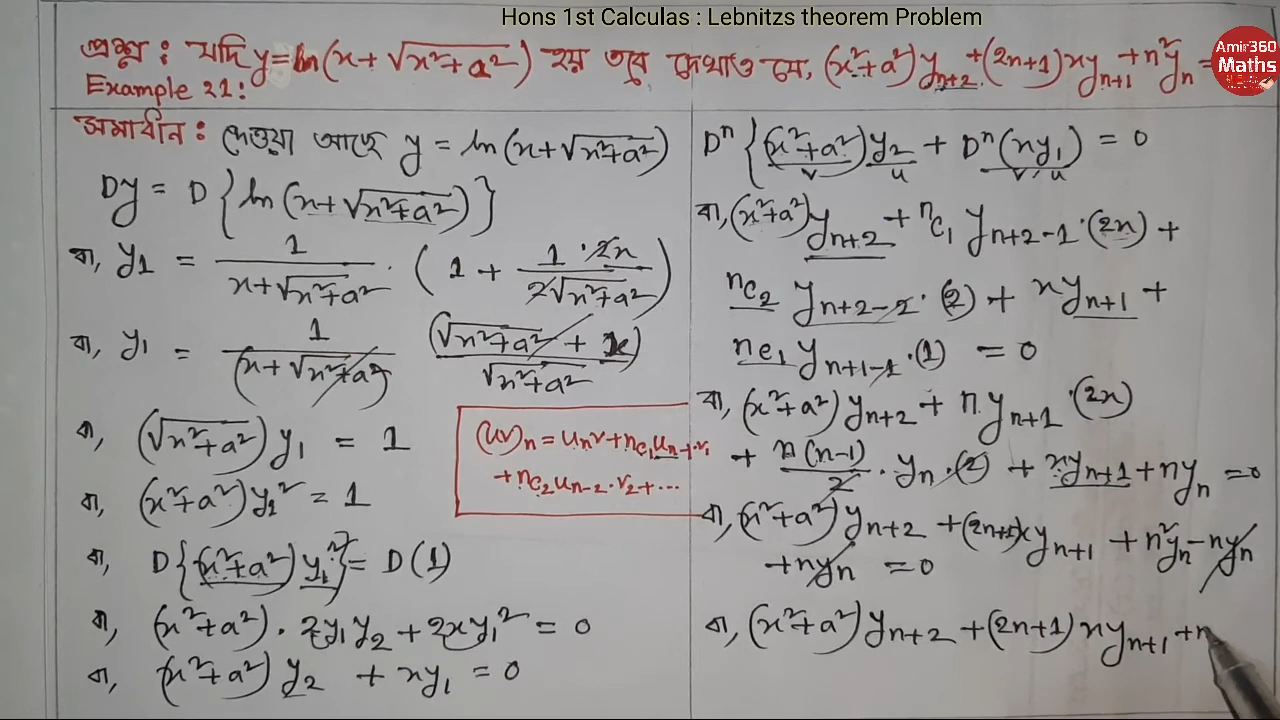 Hons 1st Calculas : Lebnitzs theorem Problem
Amir360 Maths
প্রশ্ন : যদি y = ln(x + √(x²+a²)) হয় তবে দেখাও যে, (x²+a²)yₙ₊₂ + (2n+1)xyₙ₊₁ + n²yₙ =
Example 21:
সমাধান : দেওয়া আছে y = ln(x+√(x²+a²))
Dy = D{ln(x+√(x²+a²))}
বা, y₁ = 1/(x+√(x²+a²)) · (1 + 1·2x/(2√(x²+a²)))
বা, y₁ = 1/(x+√(x²+a²)) (√(x²+a²) + x)/√(x²+a²)
বা, (√(x²+a²))y₁ = 1
বা, (x²+a²)y₁² = 1
বা, D{(x²+a²)y₁²} = D(1)
বা, (x²+a²)·2y₁y₂ + 2xy₁² = 0
বা, (x²+a²)y₂ + xy₁ = 0
(uv)ₙ = uₙv + nc₁uₙ₋₁v₁
+ nc₂uₙ₋₂·v₂ + ...
Dⁿ{(x²+a²)y₂ + Dⁿ(xy₁) = 0
v u v u
বা, (x²+a²)yₙ₊₂ + ⁿc₁ yₙ₊₂₋₁·(2x) +
ⁿc₂ yₙ₊₂₋₂·(2) + xyₙ₊₁ +
nc₁yₙ₊₁₋₁·(1) = 0
বা, (x²+a²)yₙ₊₂ + n.yₙ₊₁·(2x)
+ n(n-1)/2 · yₙ·(2) + xyₙ₊₁ + nyₙ = 0
বা, (x²+a²)yₙ₊₂ + (2n+1)xyₙ₊₁ + n²yₙ - nyₙ
+ nyₙ = 0
বা, (x²+a²)yₙ₊₂ + (2n+1)xyₙ₊₁ + n